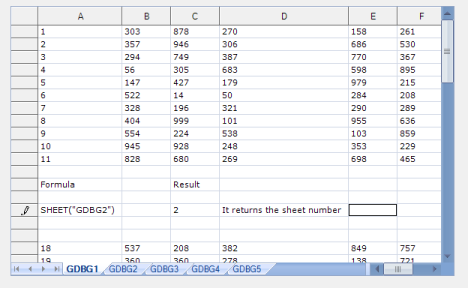 A B C D E F
1 303 878 270 158 261
2 357 946 306 686 530
3 294 749 387 770 367
4 56 305 683 598 895
5 147 427 179 979 215
6 522 14 50 284 208
7 328 196 321 290 289
8 404 999 101 955 636
9 554 224 538 103 859
10 945 928 248 353 229
11 828 680 269 698 465
Formula Result
SHEET("GDBG2") 2 It returns the sheet number
18 537 208 382 849 757
19 360 360 278 138 721
GDBG1 GDBG2 GDBG3 GDBG4 GDBG5